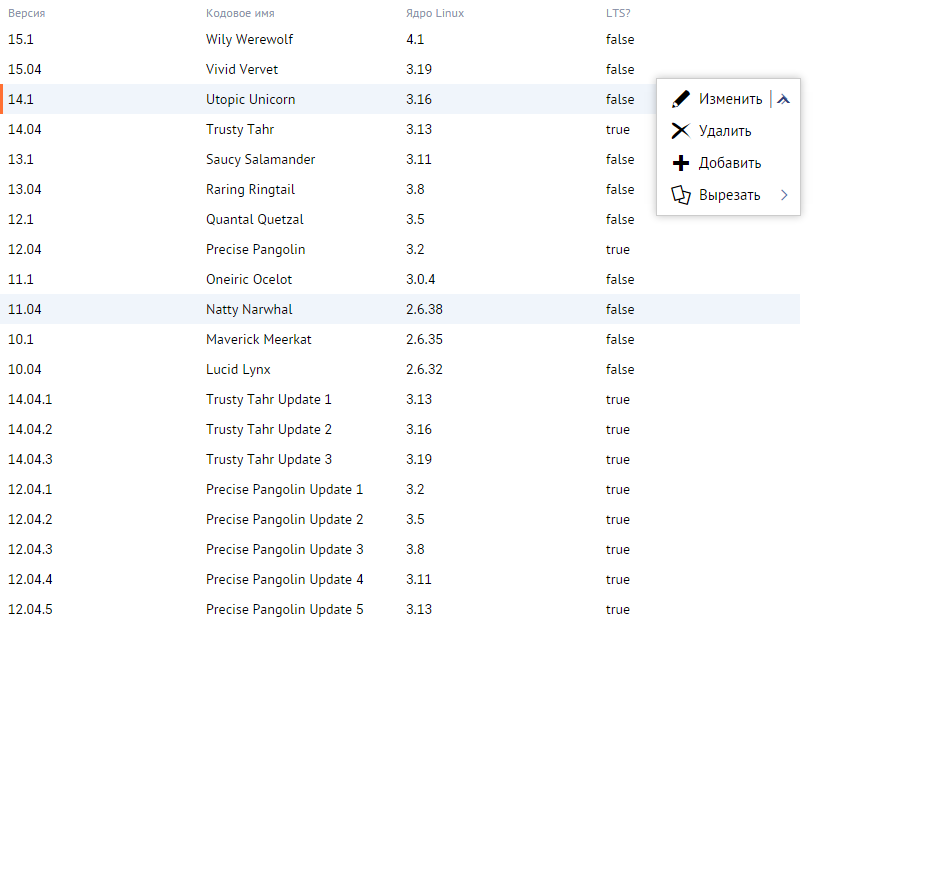 Версия Кодовое имя Ядро Linux LTS?
15.1 Wily Werewolf 4.1 false
15.04 Vivid Vervet 3.19 false
14.1 Utopic Unicorn 3.16 false Изменить
14.04 Trusty Tahr 3.13 true Удалить
13.1 Saucy Salamander 3.11 false Добавить
13.04 Raring Ringtail 3.8 false Вырезать
12.1 Quantal Quetzal 3.5 false
12.04 Precise Pangolin 3.2 true
11.1 Oneiric Ocelot 3.0.4 false
11.04 Natty Narwhal 2.6.38 false
10.1 Maverick Meerkat 2.6.35 false
10.04 Lucid Lynx 2.6.32 false
14.04.1 Trusty Tahr Update 1 3.13 true
14.04.2 Trusty Tahr Update 2 3.16 true
14.04.3 Trusty Tahr Update 3 3.19 true
12.04.1 Precise Pangolin Update 1 3.2 true
12.04.2 Precise Pangolin Update 2 3.5 true
12.04.3 Precise Pangolin Update 3 3.8 true
12.04.4 Precise Pangolin Update 4 3.11 true
12.04.5 Precise Pangolin Update 5 3.13 true